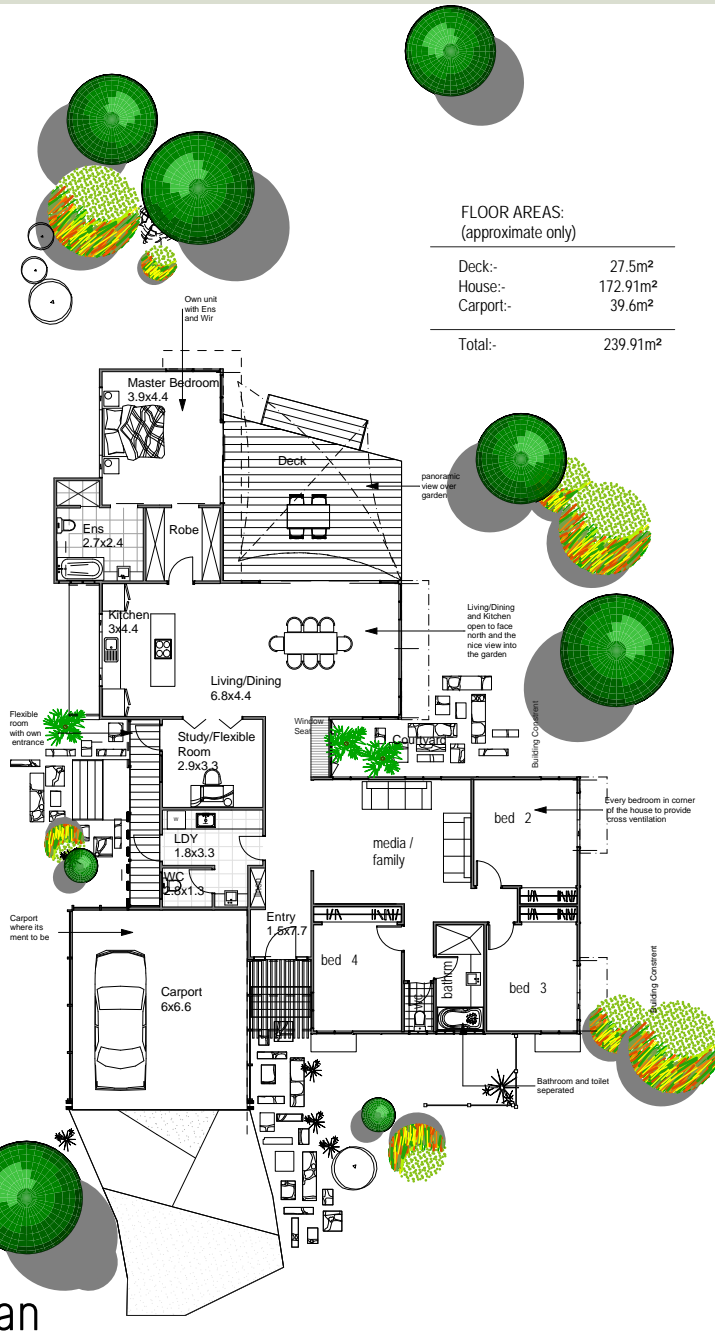 FLOOR AREAS:
(approximate only)
Deck:- 27.5m²
House:- 172.91m²
Carport:- 39.6m²
Total:- 239.91m²
Own unit
with Ens
and Wir
Master Bedroom
3.9x4.4
Deck
panoramic
view over
garden
Ens
2.7x2.4
Robe
Kitchen
3x4.4
Living/Dining
and Kitchen
open to face
north and the
nice view into
the garden
Living/Dining
6.8x4.4
Flexible
room
with own
entrance
Study/Flexible
Room
2.9x3.3
Window
Seat
Courtyard
Building Constrent
W
LDY
1.8x3.3
media /
family
bed 2
Every bedroom in corner
of the house to provide
cross ventilation
WC
2.8x1.3
Carport
where its
ment to be
Entry
1.5x7.7
bed 4
WC
bathrm
bed 3
Building Constrent
Carport
6x6.6
Bathroom and toilet
seperated
an